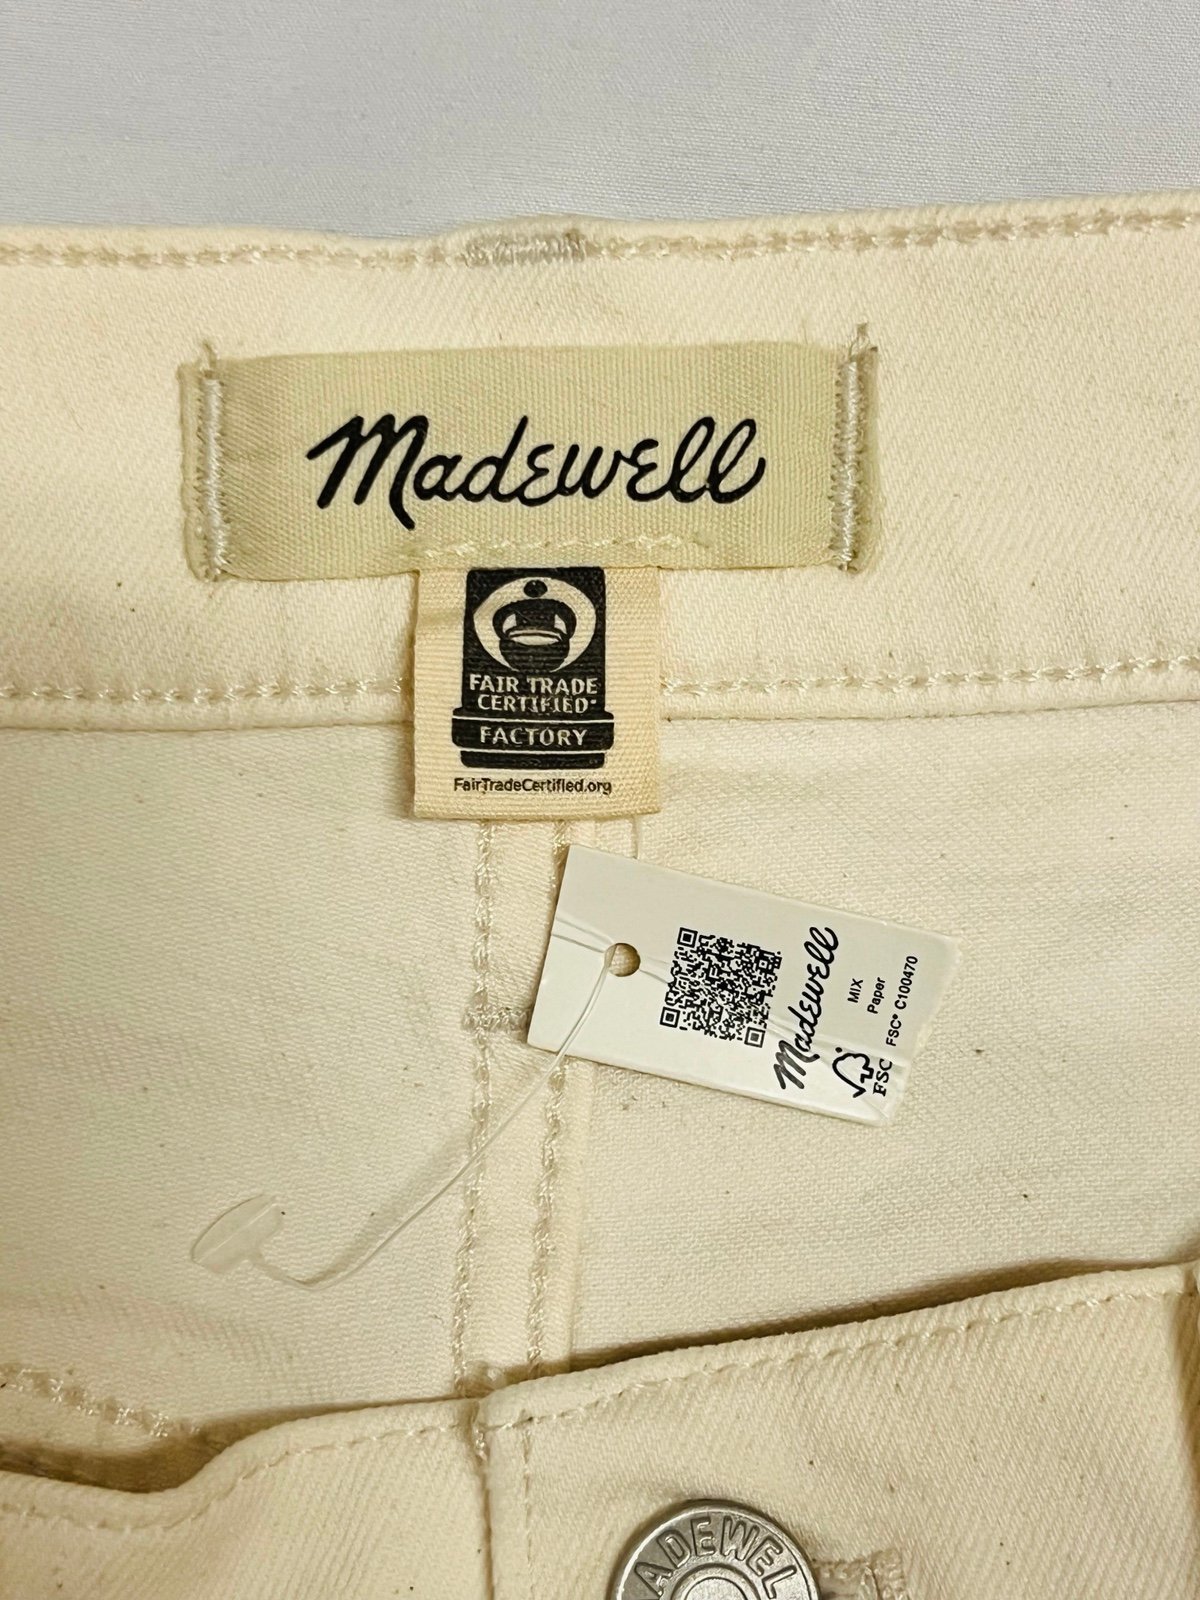 Madewell
FAIR TRADE
CERTIFIED
FACTORY
FairTradeCertified.org
Madewell
MIX
Paper
FSC® C100470
FSC
ADEWEL